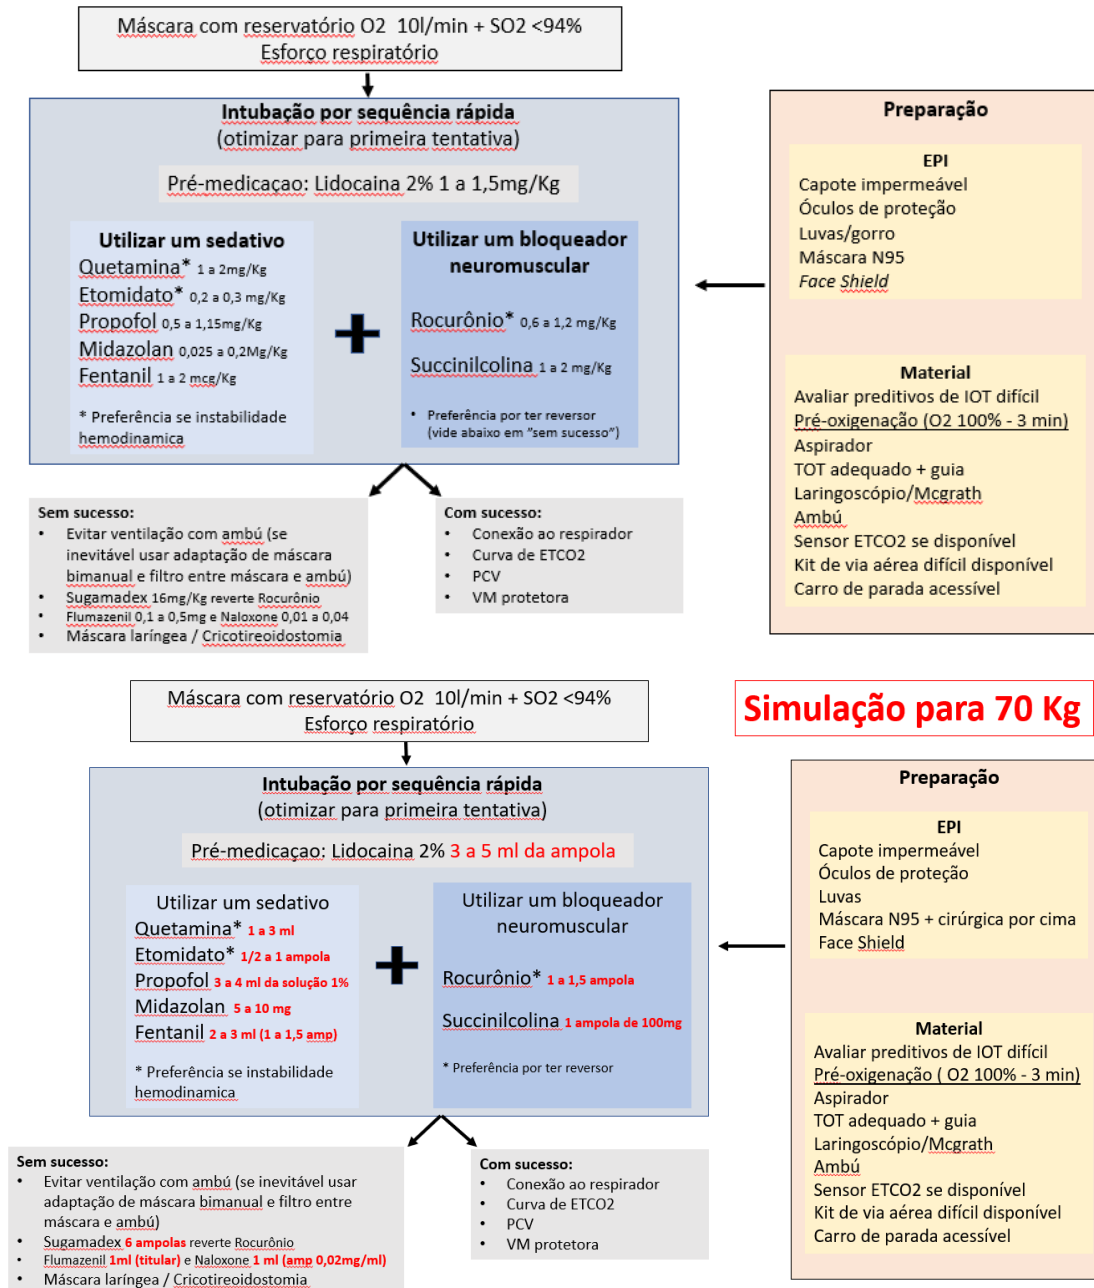 Máscara com reservatório O2  10l/min + SO2 <94%
Esforço respiratório
Intubação por sequência rápida
(otimizar para primeira tentativa)
Pré-medicaçao: Lidocaina 2% 1 a 1,5mg/Kg
Utilizar um sedativo
Quetamina* 1 a 2mg/Kg
Etomidato* 0,2 a 0,3 mg/Kg
Propofol 0,5 a 1,15mg/Kg
Midazolan 0,025 a 0,2Mg/Kg
Fentanil 1 a 2 mcg/Kg
* Preferência se instabilidade
hemodinamica
+
Utilizar um bloqueador
neuromuscular
Rocurônio* 0,6 a 1,2 mg/Kg
Succinilcolina 1 a 2 mg/Kg
• Preferência por ter reversor
(vide abaixo em "sem sucesso")
Preparação
EPI
Capote impermeável
Óculos de proteção
Luvas/gorro
Máscara N95
Face Shield
Material
Avaliar preditivos de IOT difícil
Pré-oxigenação (O2 100% - 3 min)
Aspirador
TOT adequado + guia
Laringoscópio/Mcgrath
Ambú
Sensor ETCO2 se disponível
Kit de via aérea difícil disponível
Carro de parada acessível
Sem sucesso:
• Evitar ventilação com ambú (se
inevitável usar adaptação de máscara
bimanual e filtro entre máscara e ambú)
• Sugamadex 16mg/Kg reverte Rocurônio
• Flumazenil 0,1 a 0,5mg e Naloxone 0,01 a 0,04
• Máscara laríngea / Cricotireoidostomia
Com sucesso:
• Conexão ao respirador
• Curva de ETCO2
• PCV
• VM protetora
Máscara com reservatório O2  10l/min + SO2 <94%
Esforço respiratório
Simulação para 70 Kg
Intubação por sequência rápida
(otimizar para primeira tentativa)
Pré-medicaçao: Lidocaina 2% 3 a 5 ml da ampola
Utilizar um sedativo
Quetamina* 1 a 3 ml
Etomidato* 1/2 a 1 ampola
Propofol 3 a 4 ml da solução 1%
Midazolan 5 a 10 mg
Fentanil 2 a 3 ml (1 a 1,5 amp)
* Preferência se instabilidade
hemodinamica
+
Utilizar um bloqueador
neuromuscular
Rocurônio* 1 a 1,5 ampola
Succinilcolina 1 ampola de 100mg
* Preferência por ter reversor
Preparação
EPI
Capote impermeável
Óculos de proteção
Luvas
Máscara N95 + cirúrgica por cima
Face Shield
Material
Avaliar preditivos de IOT difícil
Pré-oxigenação ( O2 100% - 3 min)
Aspirador
TOT adequado + guia
Laringoscópio/Mcgrath
Ambú
Sensor ETCO2 se disponível
Kit de via aérea difícil disponível
Carro de parada acessível
Sem sucesso:
• Evitar ventilação com ambú (se inevitável usar
adaptação de máscara bimanual e filtro entre
máscara e ambú)
• Sugamadex 6 ampolas reverte Rocurônio
• Flumazenil 1ml (titular) e Naloxone 1 ml (amp 0,02mg/ml)
• Máscara laríngea / Cricotireoidostomia
Com sucesso:
• Conexão ao respirador
• Curva de ETCO2
• PCV
• VM protetora